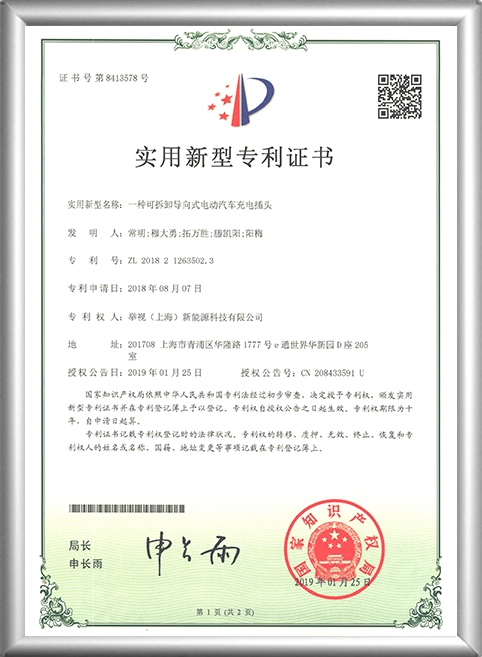 证书号第8413578号
实用新型专利证书
实用新型名称：一种可拆卸导向式电动汽车充电插头
发明人：常明;穆大勇;拓万胜;滕凯阳;阳梅
专利号：ZL 2018 2 1263502.3
专利申请日：2018年08月07日
专利权人：举视（上海）新能源科技有限公司
地址：201708 上海市青浦区华隆路1777号e通世界华新园D座205
室
授权公告日：2019年01月25日 授权公告号：CN 208433591 U
国家知识产权局依照中华人民共和国专利法经过初步审查，决定授予专利权，颁发实用
新型专利证书并在专利登记簿上予以登记。专利权自授权公告之日起生效。专利权期限为十
年，自申请日起算。
专利证书记载专利权登记时的法律状况。专利权的转移、质押、无效、终止、恢复和专
利权人的姓名或名称、国籍、地址变更等事项记载在专利登记簿上。
局长
申长雨
申长雨
国家知识产权局
2019年01月25日
第 1 页 (共 2 页)